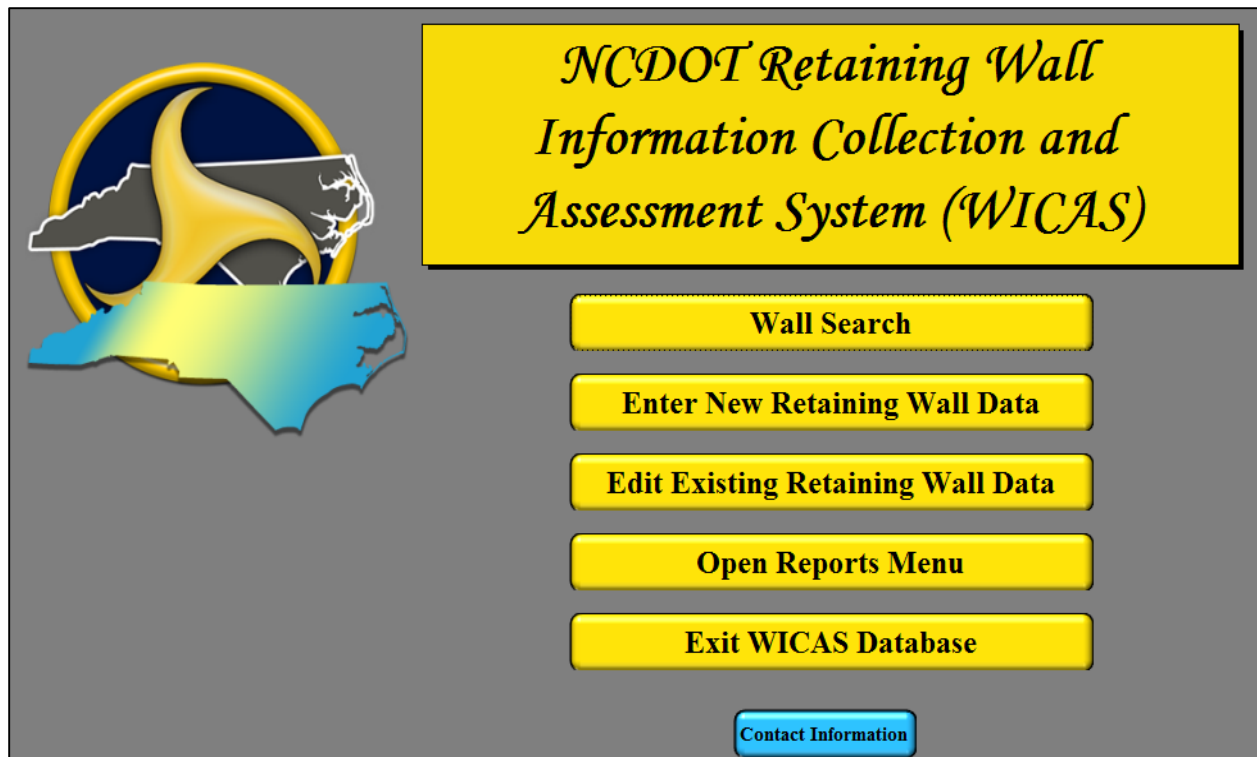 NCDOT Retaining Wall
Information Collection and
Assessment System (WICAS)
Wall Search
Enter New Retaining Wall Data
Edit Existing Retaining Wall Data
Open Reports Menu
Exit WICAS Database
Contact Information